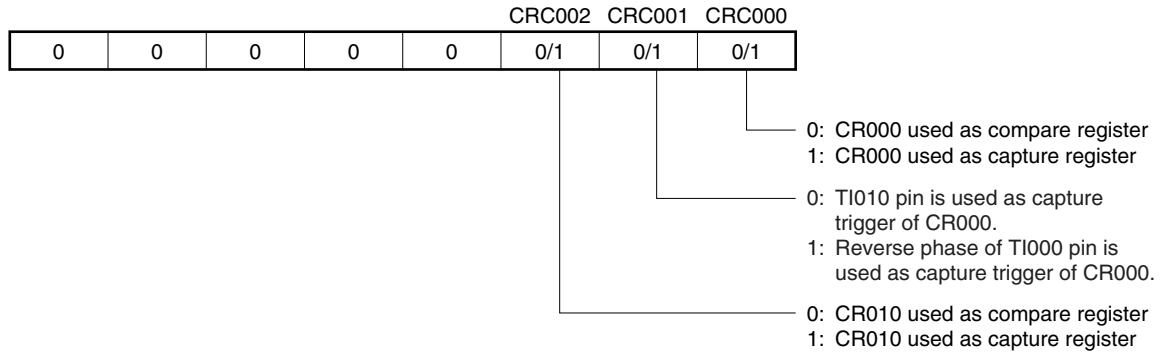 CRC002 CRC001 CRC000
0 0 0 0 0 0/1 0/1 0/1
0: CR000 used as compare register
1: CR000 used as capture register
0: TI010 pin is used as capture
trigger of CR000.
1: Reverse phase of TI000 pin is
used as capture trigger of CR000.
0: CR010 used as compare register
1: CR010 used as capture register